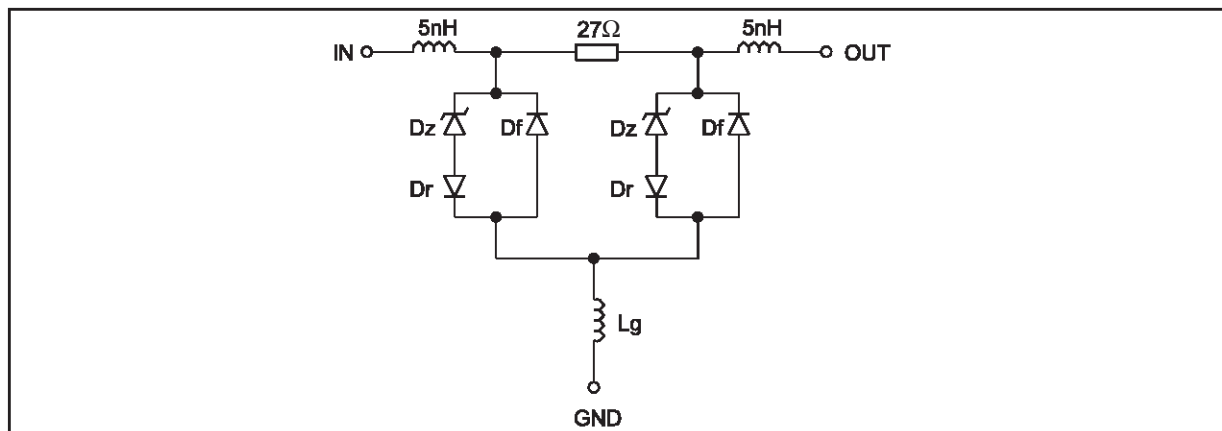 5nH 27Ω 5nH
IN OUT
Dz Df Dz Df
Dr Dr
Lg
GND